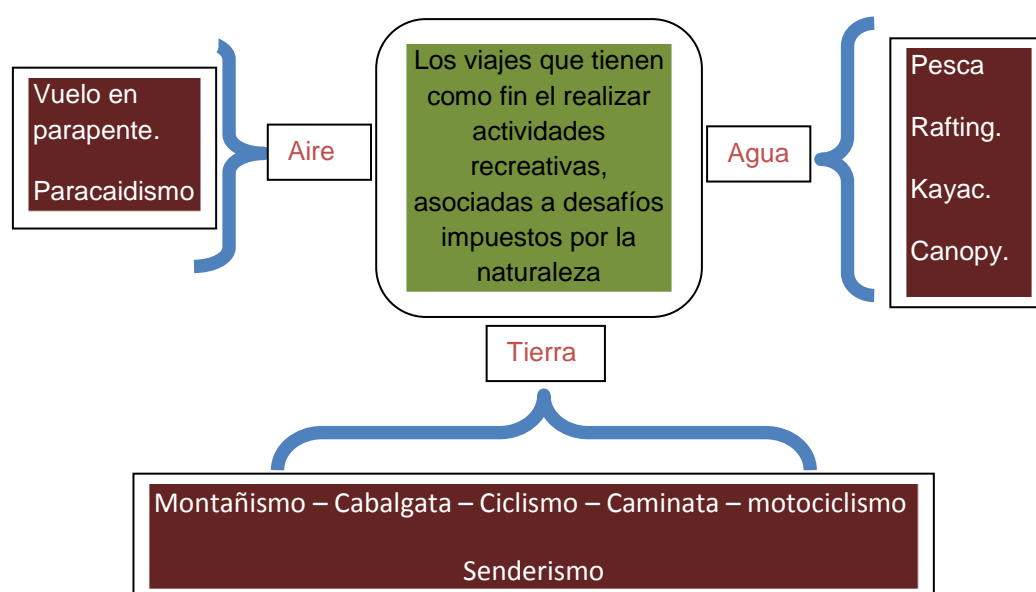 Los viajes que tienen
como fin el realizar
actividades
recreativas,
asociadas a desafíos
impuestos por la
naturaleza
Aire
Vuelo en
parapente.
Paracaidismo
Agua
Pesca
Rafting.
Kayac.
Canopy.
Tierra
Montañismo – Cabalgata – Ciclismo – Caminata – motociclismo
Senderismo